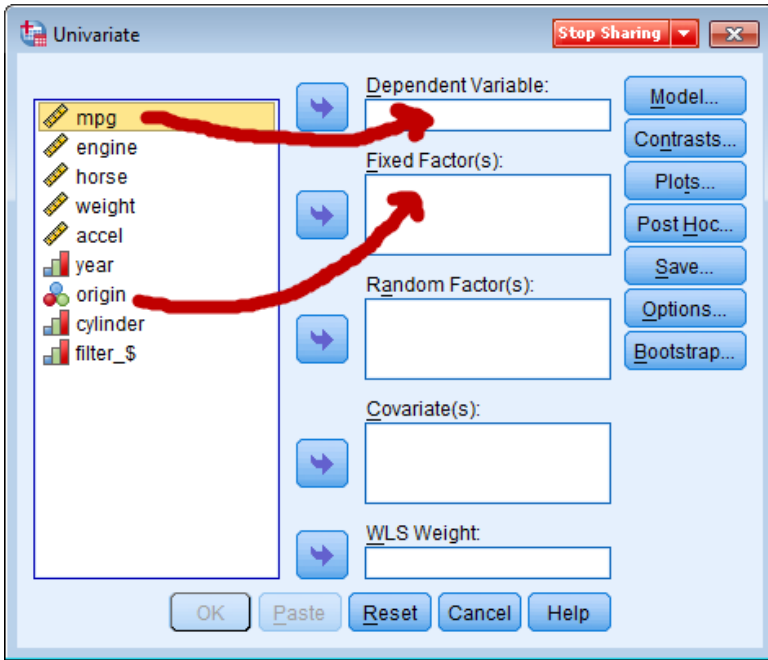 Univariate
Stop Sharing
mpg
engine
horse
weight
accel
year
origin
cylinder
filter_$
Dependent Variable:
Fixed Factor(s):
Random Factor(s):
Covariate(s):
WLS Weight:
Model...
Contrasts...
Plots...
Post Hoc...
Save...
Options...
Bootstrap...
OK
Paste
Reset
Cancel
Help